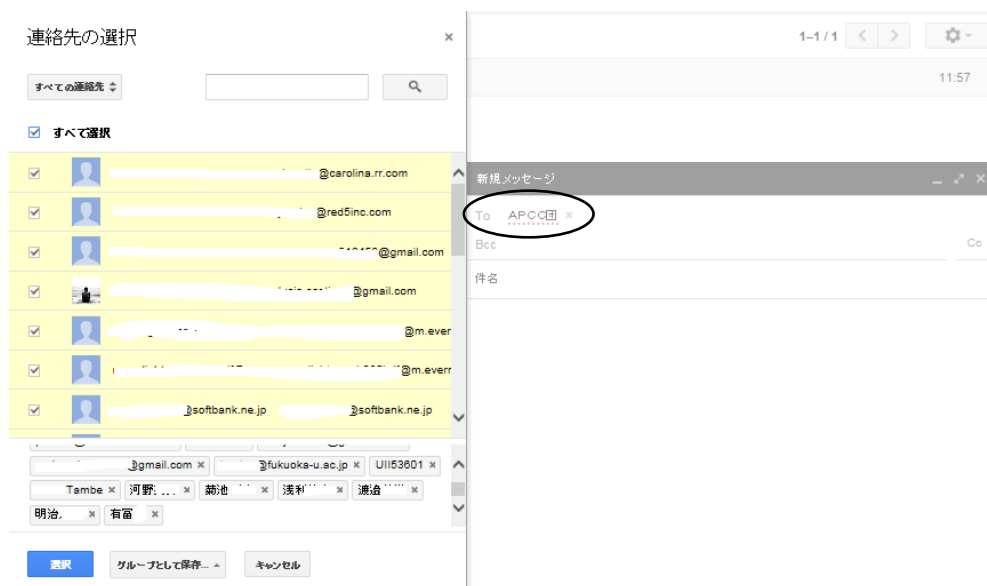 連絡先の選択 ×
すべての連絡先
すべて選択
@carolina.rr.com
@red5inc.com
@gmail.com
@gmail.com
@m.ever
@m.everr
@softbank.ne.jp @softbank.ne.jp
@gmail.com × @fukuoka-u.ac.jp × UII53601 ×
Tambe × 河野 × 菊池 × 浅利 × ×
明治 × 有冨 ×
選択 グループとして保存... キャンセル
1–1 / 1
11:57
新規メッセージ
To APCC団 ×
Bcc Cc
件名